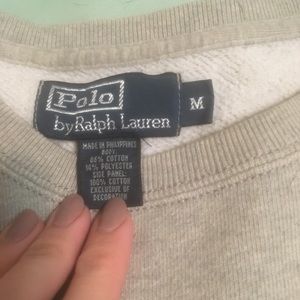 Polo
by Ralph Lauren
M
MADE IN PHILIPPINES
BODY:
86% COTTON
14% POLYESTER
SIDE PANEL:
100% COTTON
EXCLUSIVE OF
DECORATION